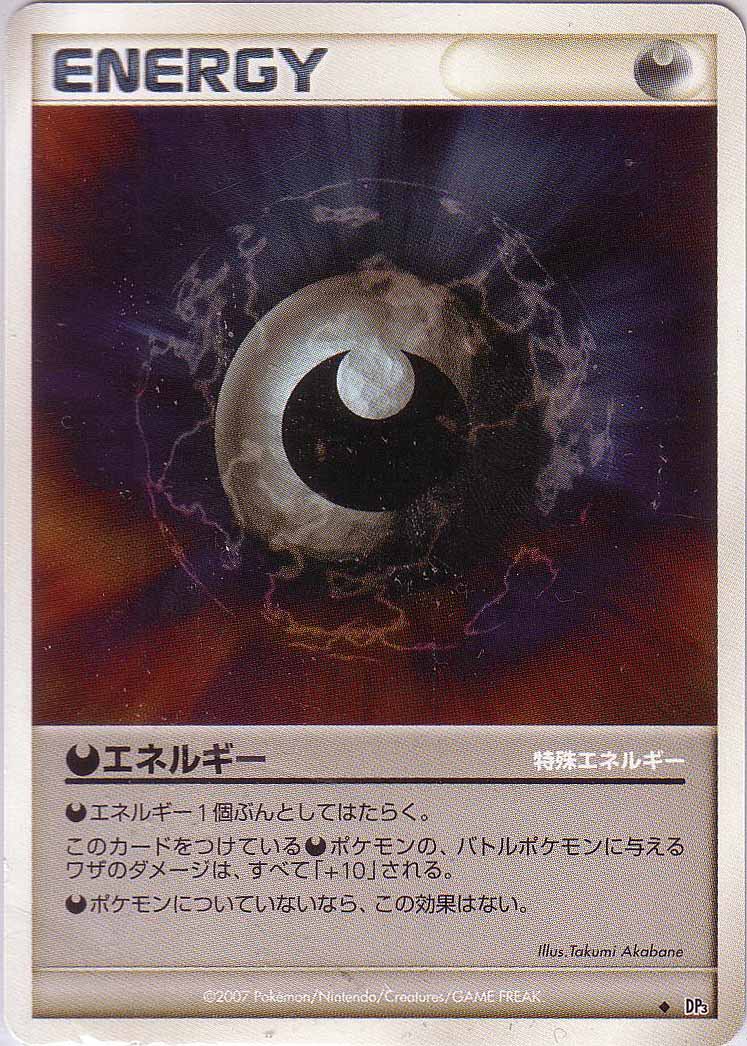 ENERGY
エネルギー
特殊エネルギー
エネルギー1個ぶんとしてはたらく。
このカードをつけているポケモンの、バトルポケモンに与える
ワザのダメージは、すべて「+10」される。
ポケモンについていないなら、この効果はない。
Illus.Takumi Akabane
©2007 Pokémon/Nintendo/Creatures/GAME FREAK
◆ DP3